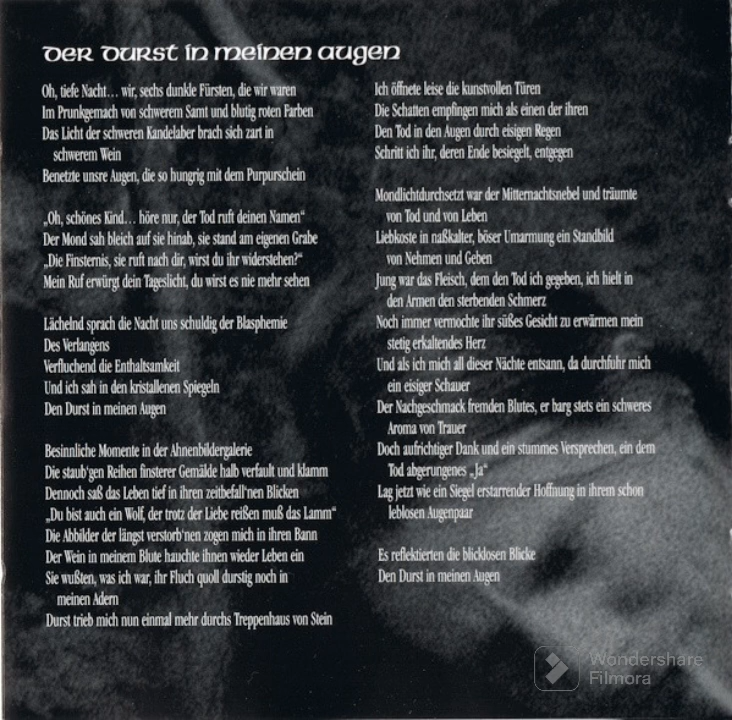 Der Durst in meinen Augen
Oh, tiefe Nacht... wir, sechs dunkle Fürsten, die wir waren
Im Prunkgemach von schwerem Samt und blutig roten Farben
Das Licht der schweren Kandelaber brach sich zart in
schwerem Wein
Benetzte unsre Augen, die so hungrig mit dem Purpurschein
„Oh, schönes Kind... höre nur, der Tod ruft deinen Namen“
Der Mond sah bleich auf sie hinab, sie stand am eigenen Grabe
„Die Finsternis, sie ruft nach dir, wirst du ihr widerstehen?“
Mein Ruf erwürgt dein Tageslicht, du wirst es nie mehr sehen
Lächelnd sprach die Nacht uns schuldig der Blasphemie
Des Verlangens
Verfluchend die Enthaltsamkeit
Und ich sah in den kristallenen Spiegeln
Den Durst in meinen Augen
Besinnliche Momente in der Ahnenbildergalerie
Die staub'gen Reihen finsterer Gemälde halb verfault und klamm
Dennoch saß das Leben tief in ihren zeitbefall'nen Blicken
„Du bist auch ein Wolf, der trotz der Liebe reißen muß das Lamm“
Die Abbilder der längst verstorb'nen zogen mich in ihren Bann
Der Wein in meinem Blute hauchte ihnen wieder Leben ein
Sie wußten, was ich war, ihr Fluch quoll durstig noch in
meinen Adern
Durst trieb mich nun einmal mehr durchs Treppenhaus von Stein
Ich öffnete leise die kunstvollen Türen
Die Schatten empfingen mich als einen der ihren
Den Tod in den Augen durch eisigen Regen
Schritt ich ihr, deren Ende besiegelt, entgegen
Mondlichtdurchsetzt war der Mitternachtsnebel und träumte
von Tod und von Leben
Liebkoste in naßkalter, böser Umarmung ein Standbild
von Nehmen und Geben
Jung war das Fleisch, dem den Tod ich gegeben, ich hielt in
den Armen den sterbenden Schmerz
Noch immer vermochte ihr süßes Gesicht zu erwärmen mein
stetig erkaltendes Herz
Und als ich mich all dieser Nächte entsann, da durchfuhr mich
ein eisiger Schauer
Der Nachgeschmack fremden Blutes, er barg stets ein schweres
Aroma von Trauer
Doch aufrichtiger Dank und ein stummes Versprechen, ein dem
Tod abgerungenes „Ja“
Lag jetzt wie ein Siegel erstarrender Hoffnung in ihrem schon
leblosen Augenpaar
Es reflektierten die blicklosen Blicke
Den Durst in meinen Augen
Wondershare
Filmora